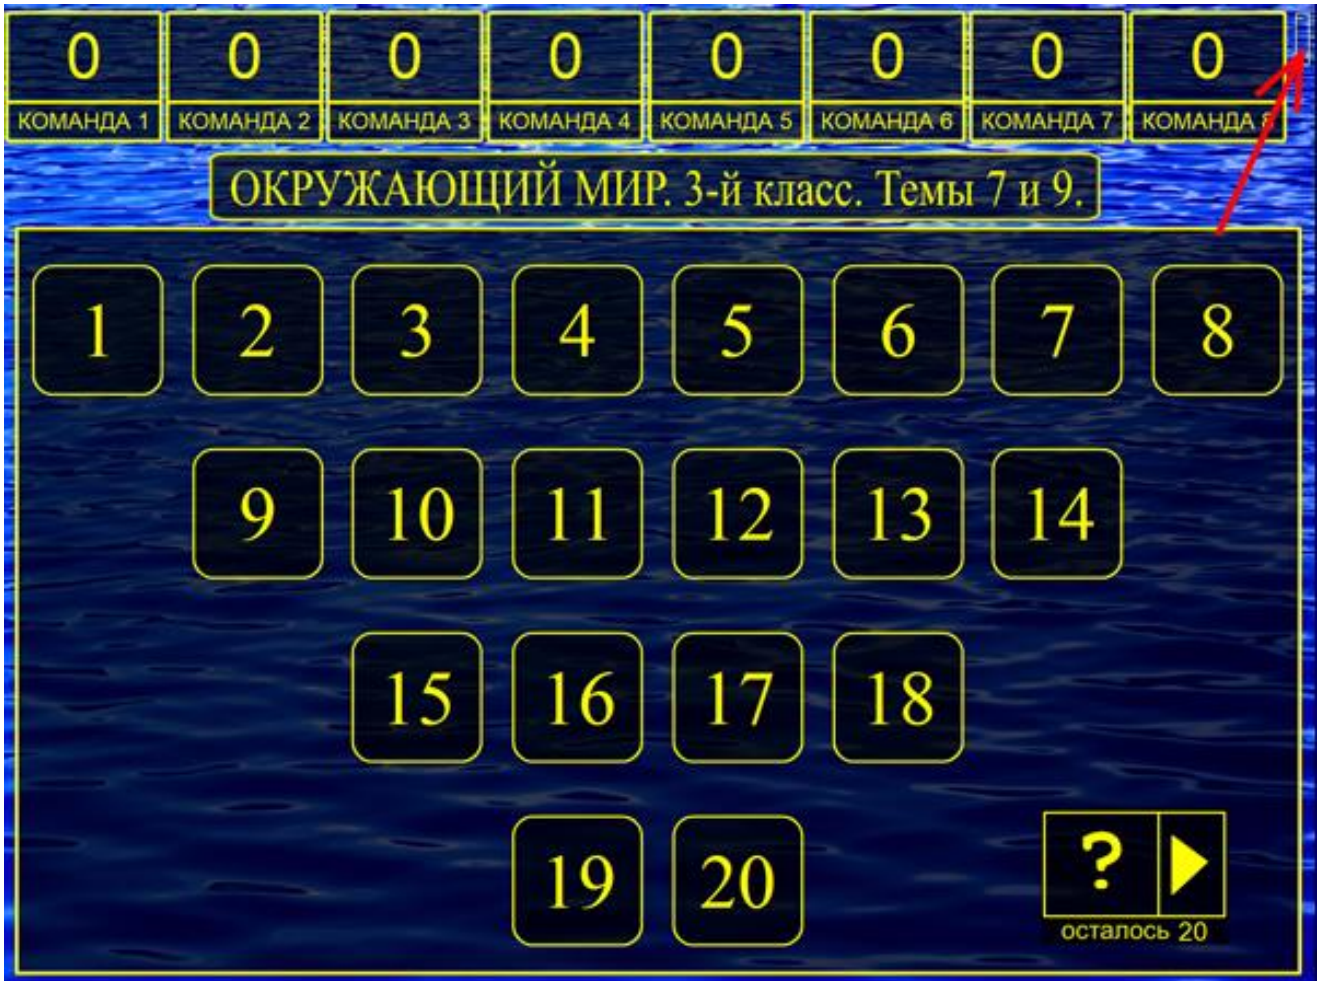 0 0 0 0 0 0 0 0
КОМАНДА 1 КОМАНДА 2 КОМАНДА 3 КОМАНДА 4 КОМАНДА 5 КОМАНДА 6 КОМАНДА 7 КОМАНДА 8
ОКРУЖАЮЩИЙ МИР. 3-й класс. Темы 7 и 9.
1 2 3 4 5 6 7 8
9 10 11 12 13 14
15 16 17 18
19 20 ?
осталось 20